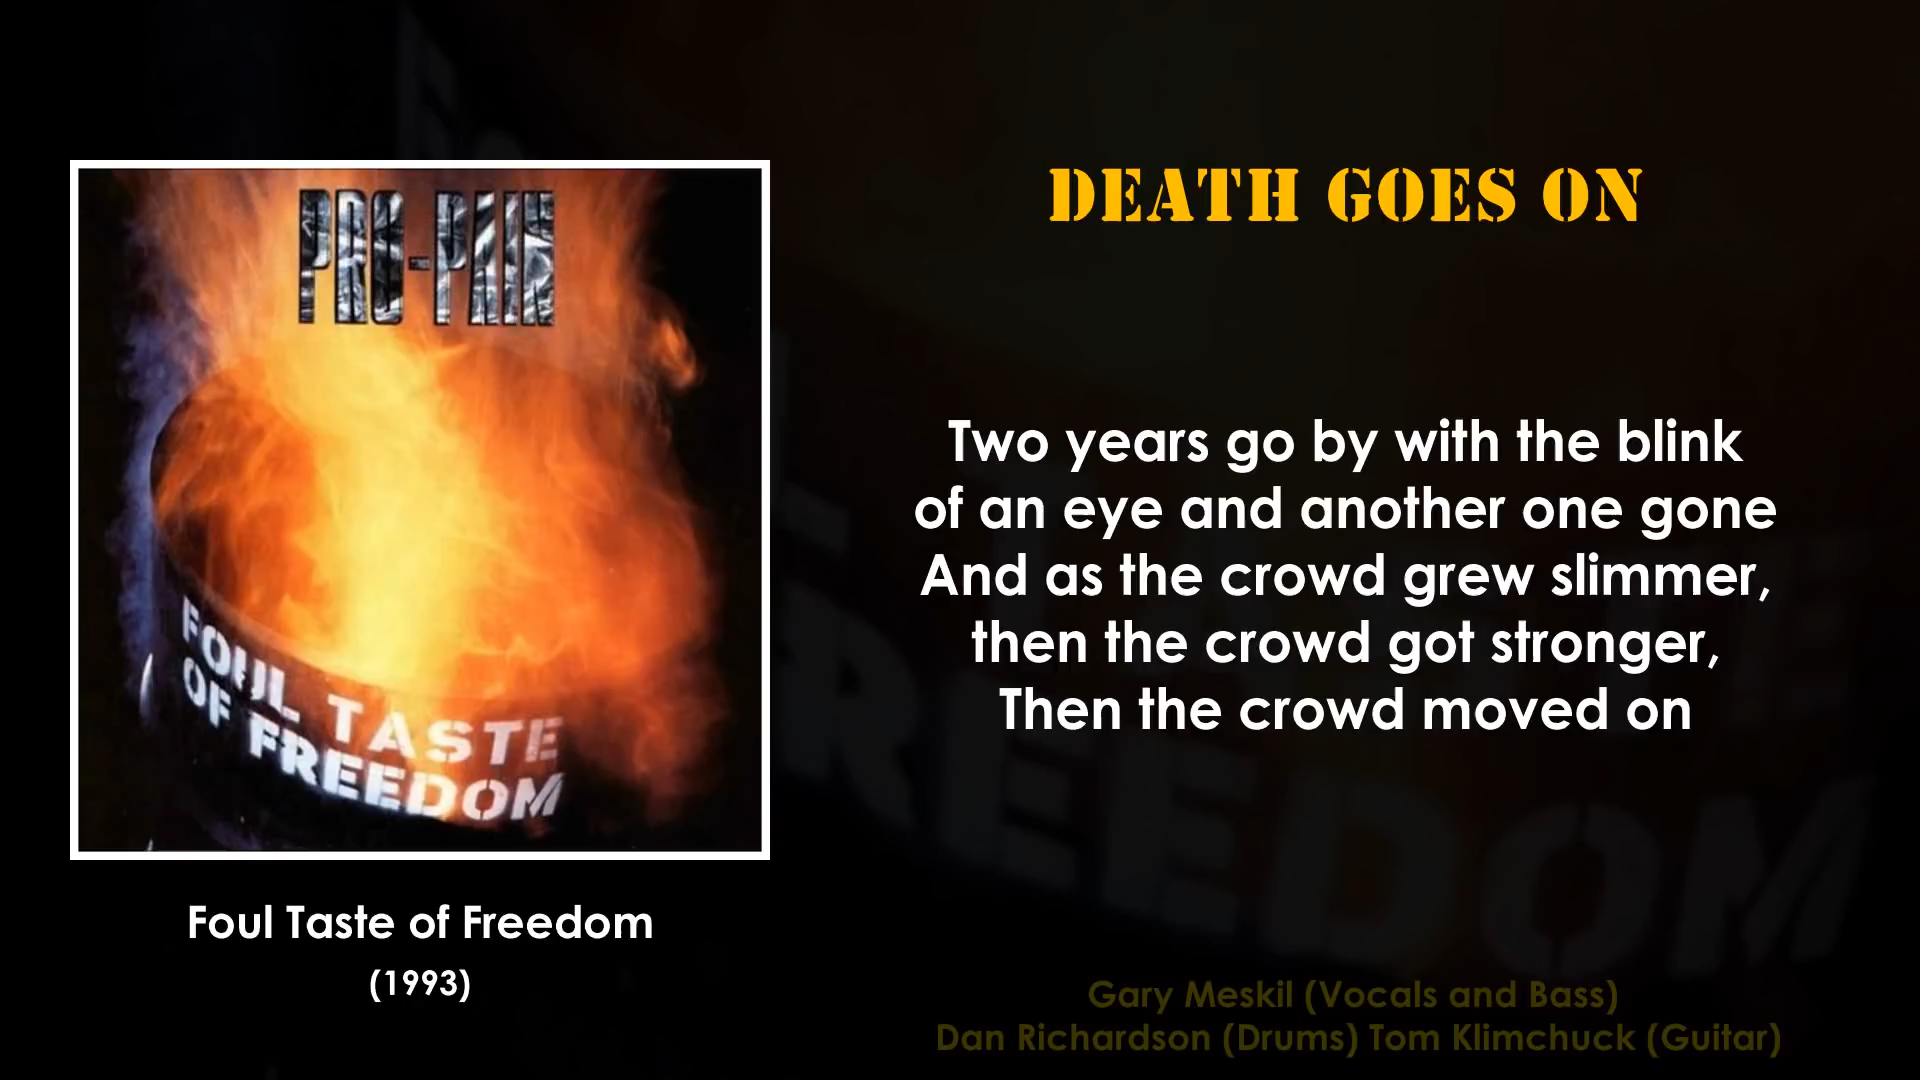 PRO-PAIN
FOUL TASTE
OF FREEDOM
Foul Taste of Freedom
(1993)
DEATH GOES ON
Two years go by with the blink
of an eye and another one gone
And as the crowd grew slimmer,
then the crowd got stronger,
Then the crowd moved on
Gary Meskil (Vocals and Bass)
Dan Richardson (Drums) Tom Klimchuck (Guitar)